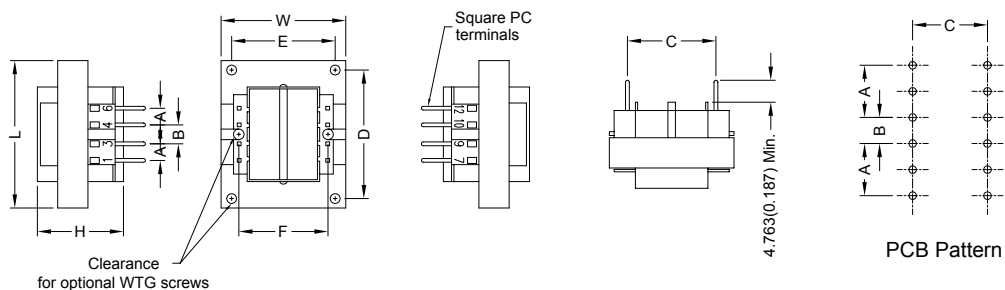 W
E
Square PC
terminals
C
C
L
6
4
3
1
A
B
A
D
12 10
9 7
A
B
A
4.763(0.187) Min.
H
F
PCB Pattern
Clearance
for optional WTG screws